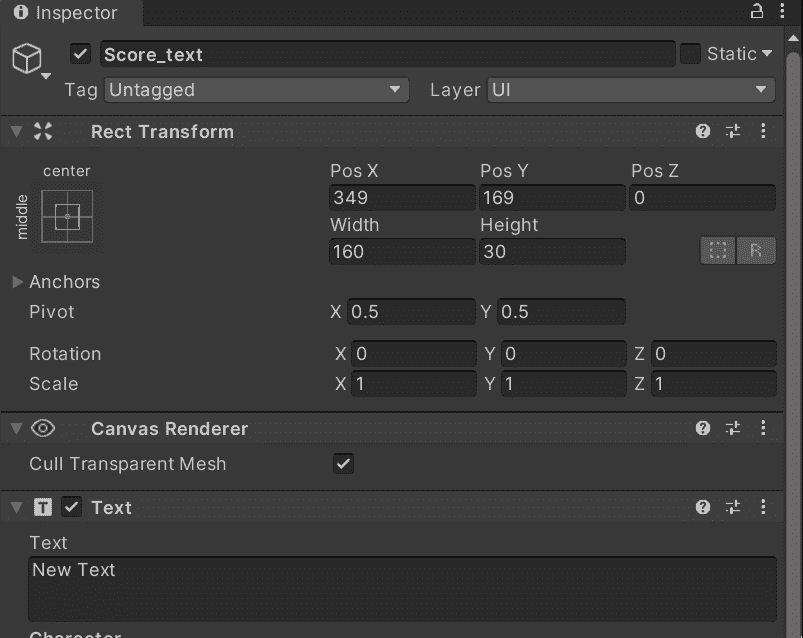 Inspector
Score_text Static
Tag Untagged Layer UI
Rect Transform
center Pos X Pos Y Pos Z
middle 349 169 0
Width Height
160 30 R
Anchors
Pivot X 0.5 Y 0.5
Rotation X 0 Y 0 Z 0
Scale X 1 Y 1 Z 1
Canvas Renderer
Cull Transparent Mesh
T Text
Text
New Text
Character